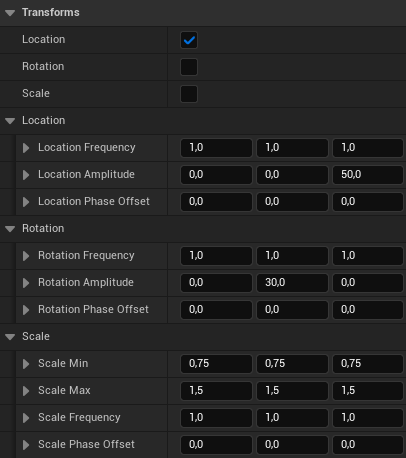 Transforms
Location
Rotation
Scale
Location
Location Frequency 1,0 1,0 1,0
Location Amplitude 0,0 0,0 50,0
Location Phase Offset 0,0 0,0 0,0
Rotation
Rotation Frequency 1,0 1,0 1,0
Rotation Amplitude 0,0 30,0 0,0
Rotation Phase Offset 0,0 0,0 0,0
Scale
Scale Min 0,75 0,75 0,75
Scale Max 1,5 1,5 1,5
Scale Frequency 1,0 1,0 1,0
Scale Phase Offset 0,0 0,0 0,0